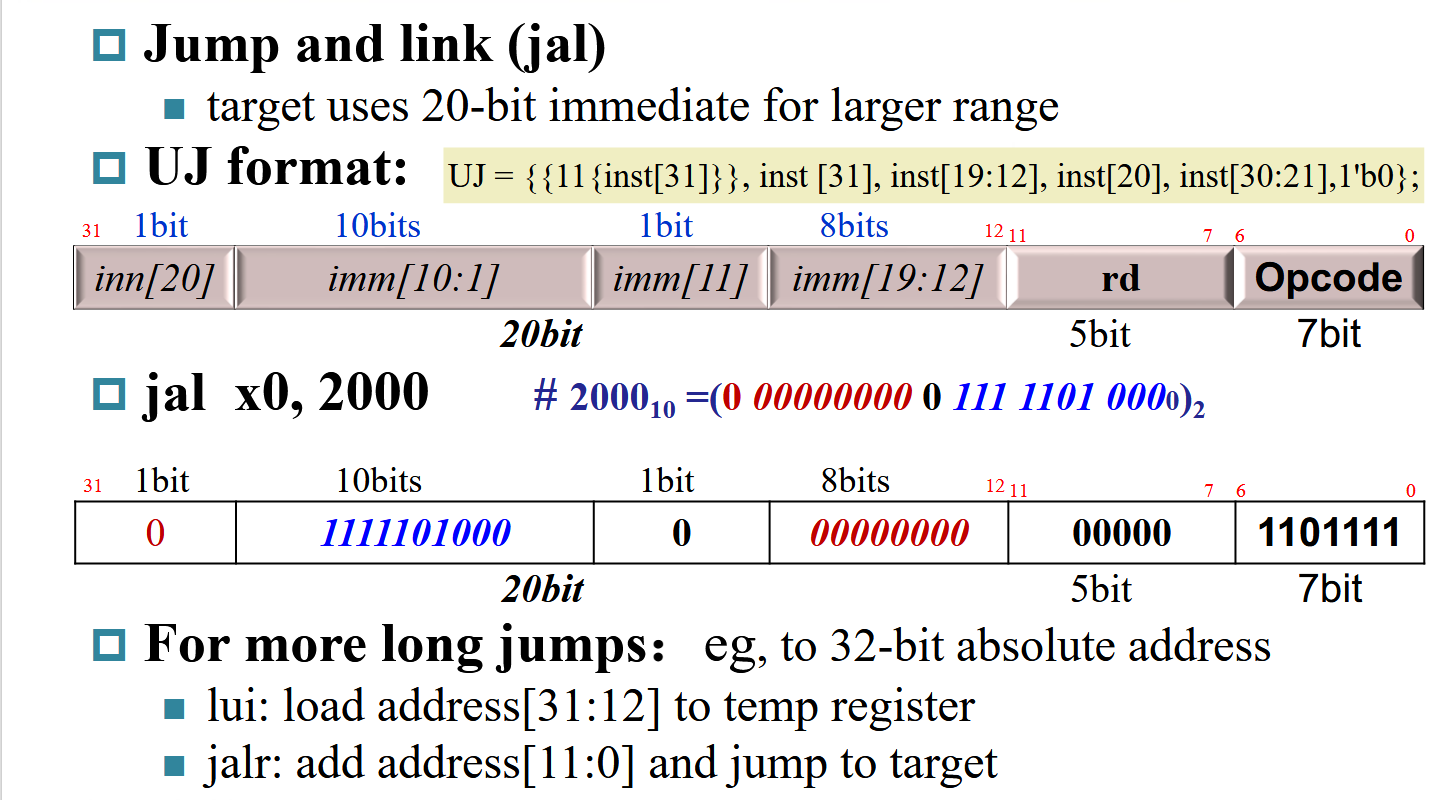 Jump and link (jal)
target uses 20-bit immediate for larger range
UJ format: UJ = {{11{inst[31]}}, inst [31], inst[19:12], inst[20], inst[30:21],1'b0};
31 1bit 10bits 1bit 8bits 12 11 7 6 0
inn[20] imm[10:1] imm[11] imm[19:12] rd Opcode
20bit 5bit 7bit
jal x0, 2000 # 2000₁₀ =(0 00000000 0 111 1101 0000)₂
31 1bit 10bits 1bit 8bits 12 11 7 6 0
0 1111101000 0 00000000 00000 1101111
20bit 5bit 7bit
For more long jumps： eg, to 32-bit absolute address
lui: load address[31:12] to temp register
jalr: add address[11:0] and jump to target